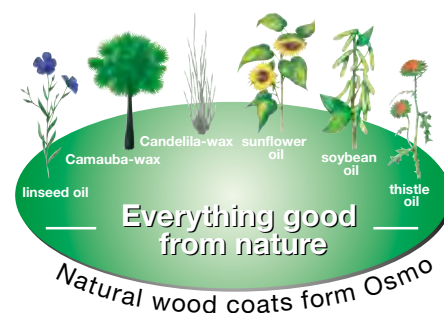 linseed oil
Camauba-wax
Candelila-wax
sunflower
oil
soybean
oil
thistle
oil
Everything good
from nature
Natural wood coats form Osmo